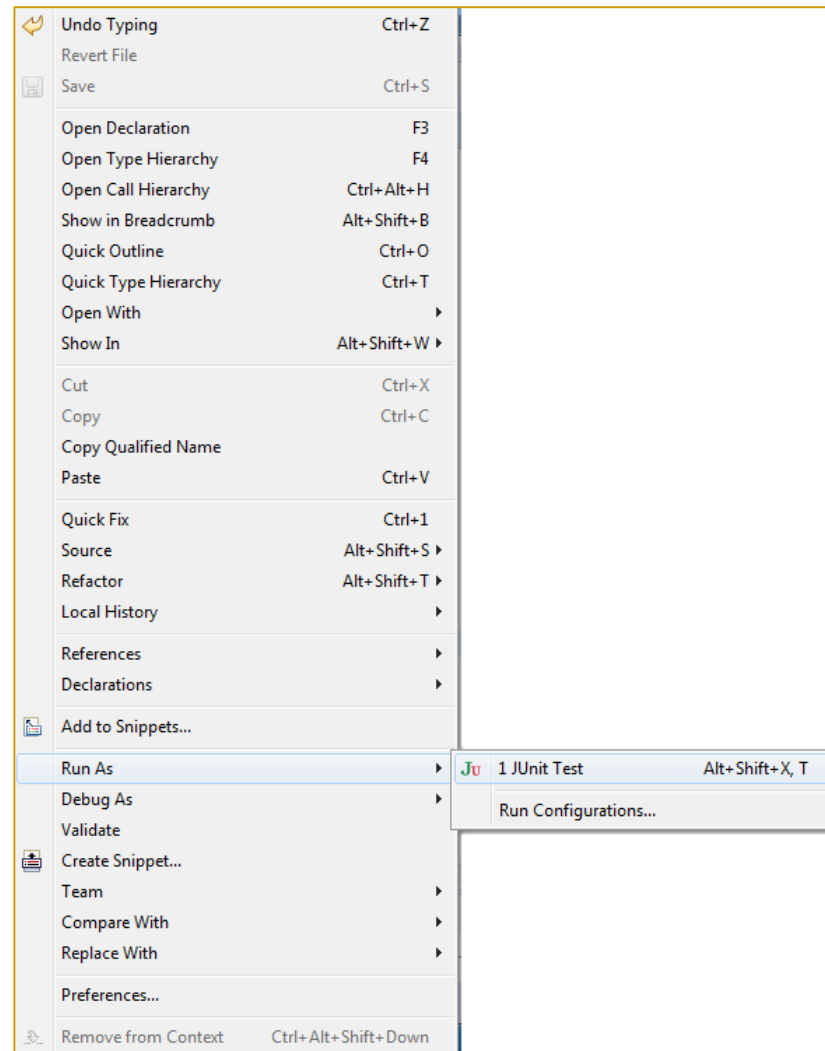 Undo Typing Ctrl+Z
Revert File
Save Ctrl+S
Open Declaration F3
Open Type Hierarchy F4
Open Call Hierarchy Ctrl+Alt+H
Show in Breadcrumb Alt+Shift+B
Quick Outline Ctrl+O
Quick Type Hierarchy Ctrl+T
Open With
Show In Alt+Shift+W
Cut Ctrl+X
Copy Ctrl+C
Copy Qualified Name
Paste Ctrl+V
Quick Fix Ctrl+1
Source Alt+Shift+S
Refactor Alt+Shift+T
Local History
References
Declarations
Add to Snippets...
Run As
Ju 1 JUnit Test Alt+Shift+X, T
Run Configurations...
Debug As
Validate
Create Snippet...
Team
Compare With
Replace With
Preferences...
Remove from Context Ctrl+Alt+Shift+Down